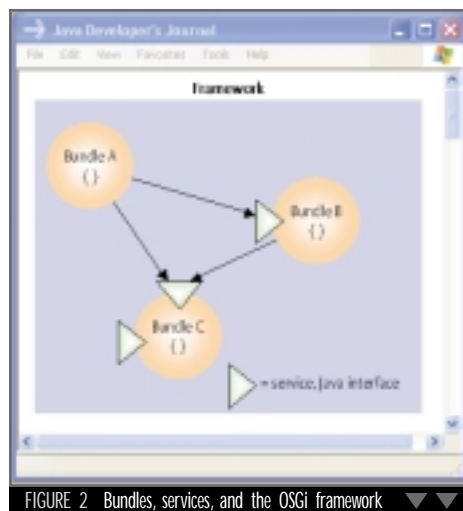 Java Developer's Journal
File Edit View Favorites Tools Help
Framework
Bundle A
{ }
Bundle B
{ }
Bundle C
{ }
= service, Java interface
FIGURE 2 Bundles, services, and the OSGi framework